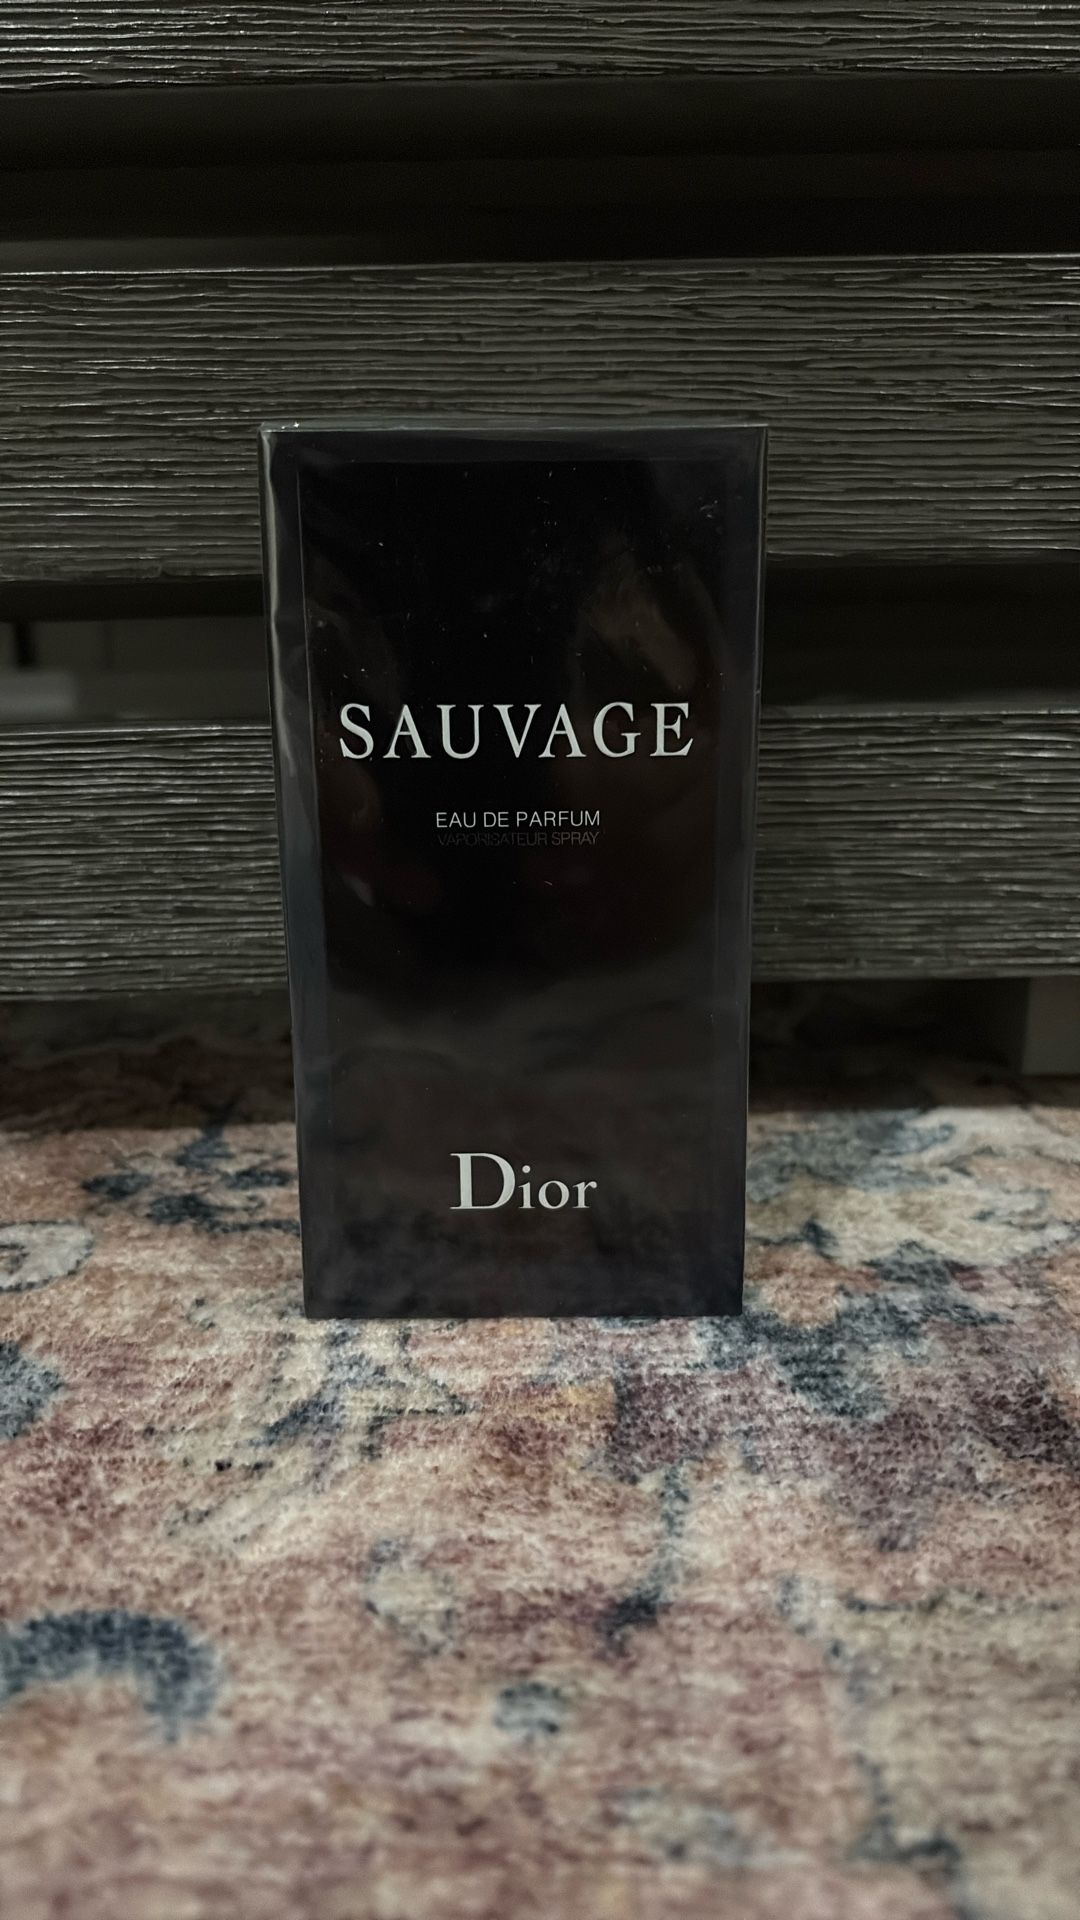 SAUVAGE
EAU DE PARFUM
VAPORISATEUR SPRAY
Dior